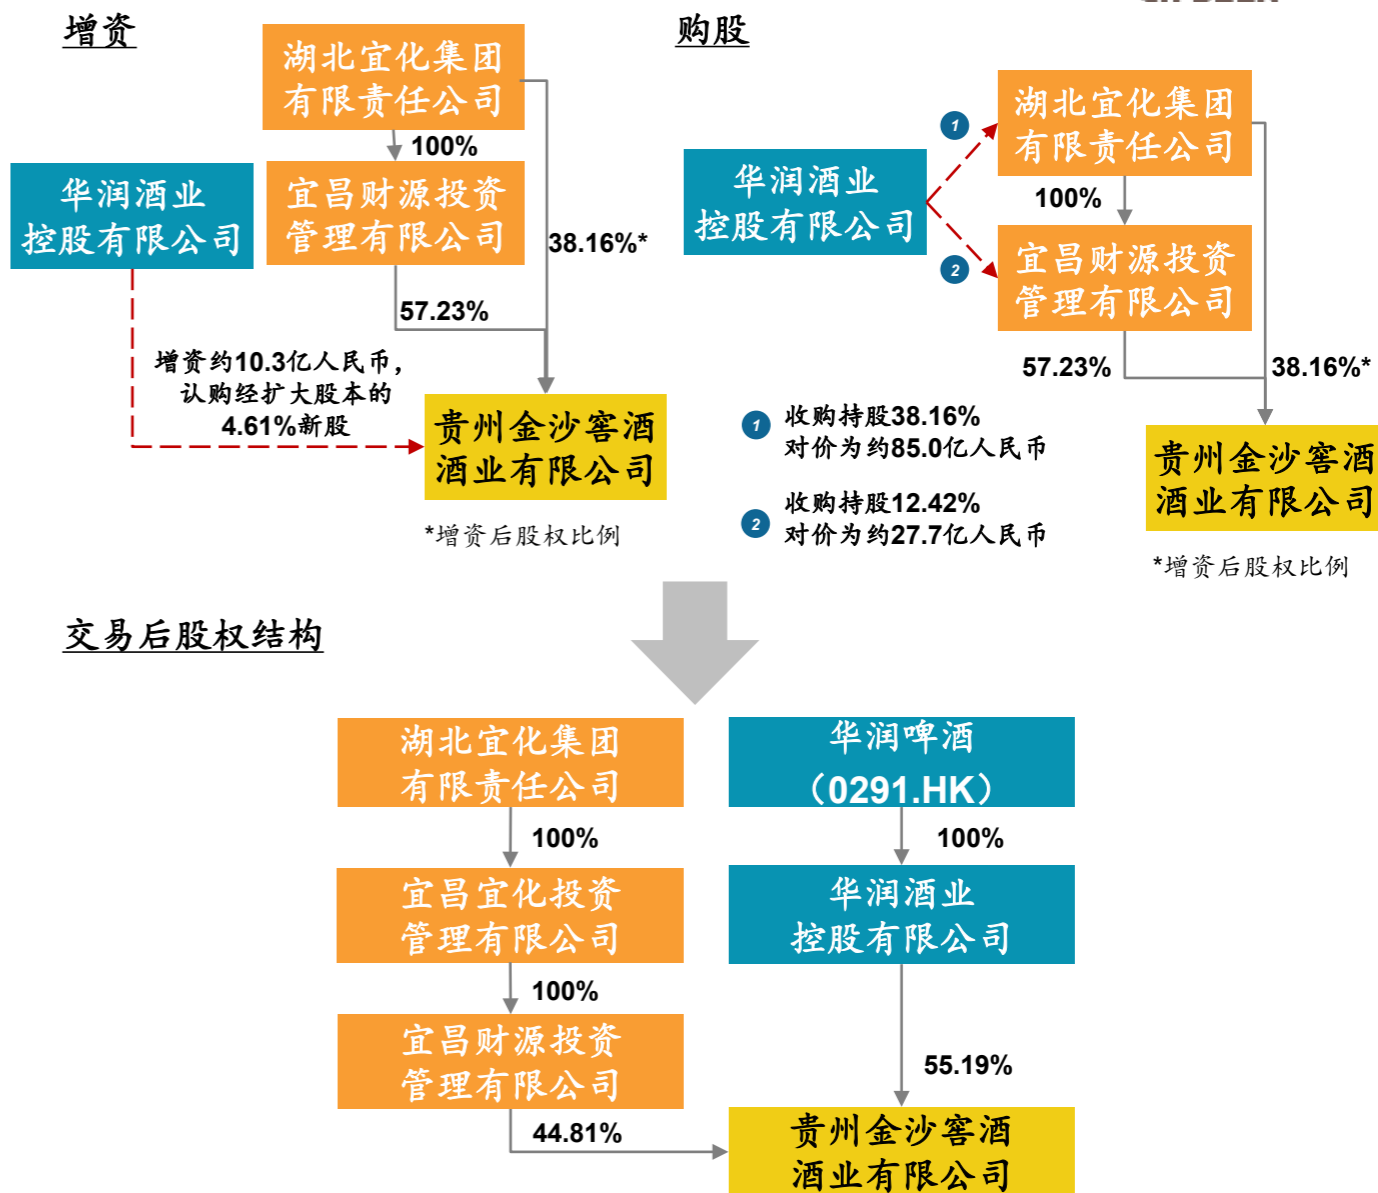 增资
湖北宜化集团
有限责任公司
100%
华润酒业
控股有限公司
宜昌财源投资
管理有限公司
38.16%*
57.23%
增资约10.3亿人民币，
认购经扩大股本的
4.61%新股
贵州金沙窖酒
酒业有限公司
*增资后股权比例
购股
华润酒业
控股有限公司
1
2
湖北宜化集团
有限责任公司
100%
宜昌财源投资
管理有限公司
57.23%
38.16%*
1
收购持股38.16%
对价为约85.0亿人民币
2
收购持股12.42%
对价为约27.7亿人民币
贵州金沙窖酒
酒业有限公司
*增资后股权比例
交易后股权结构
湖北宜化集团
有限责任公司
100%
宜昌宜化投资
管理有限公司
100%
宜昌财源投资
管理有限公司
44.81%
华润啤酒
（0291.HK）
100%
华润酒业
控股有限公司
55.19%
贵州金沙窖酒
酒业有限公司